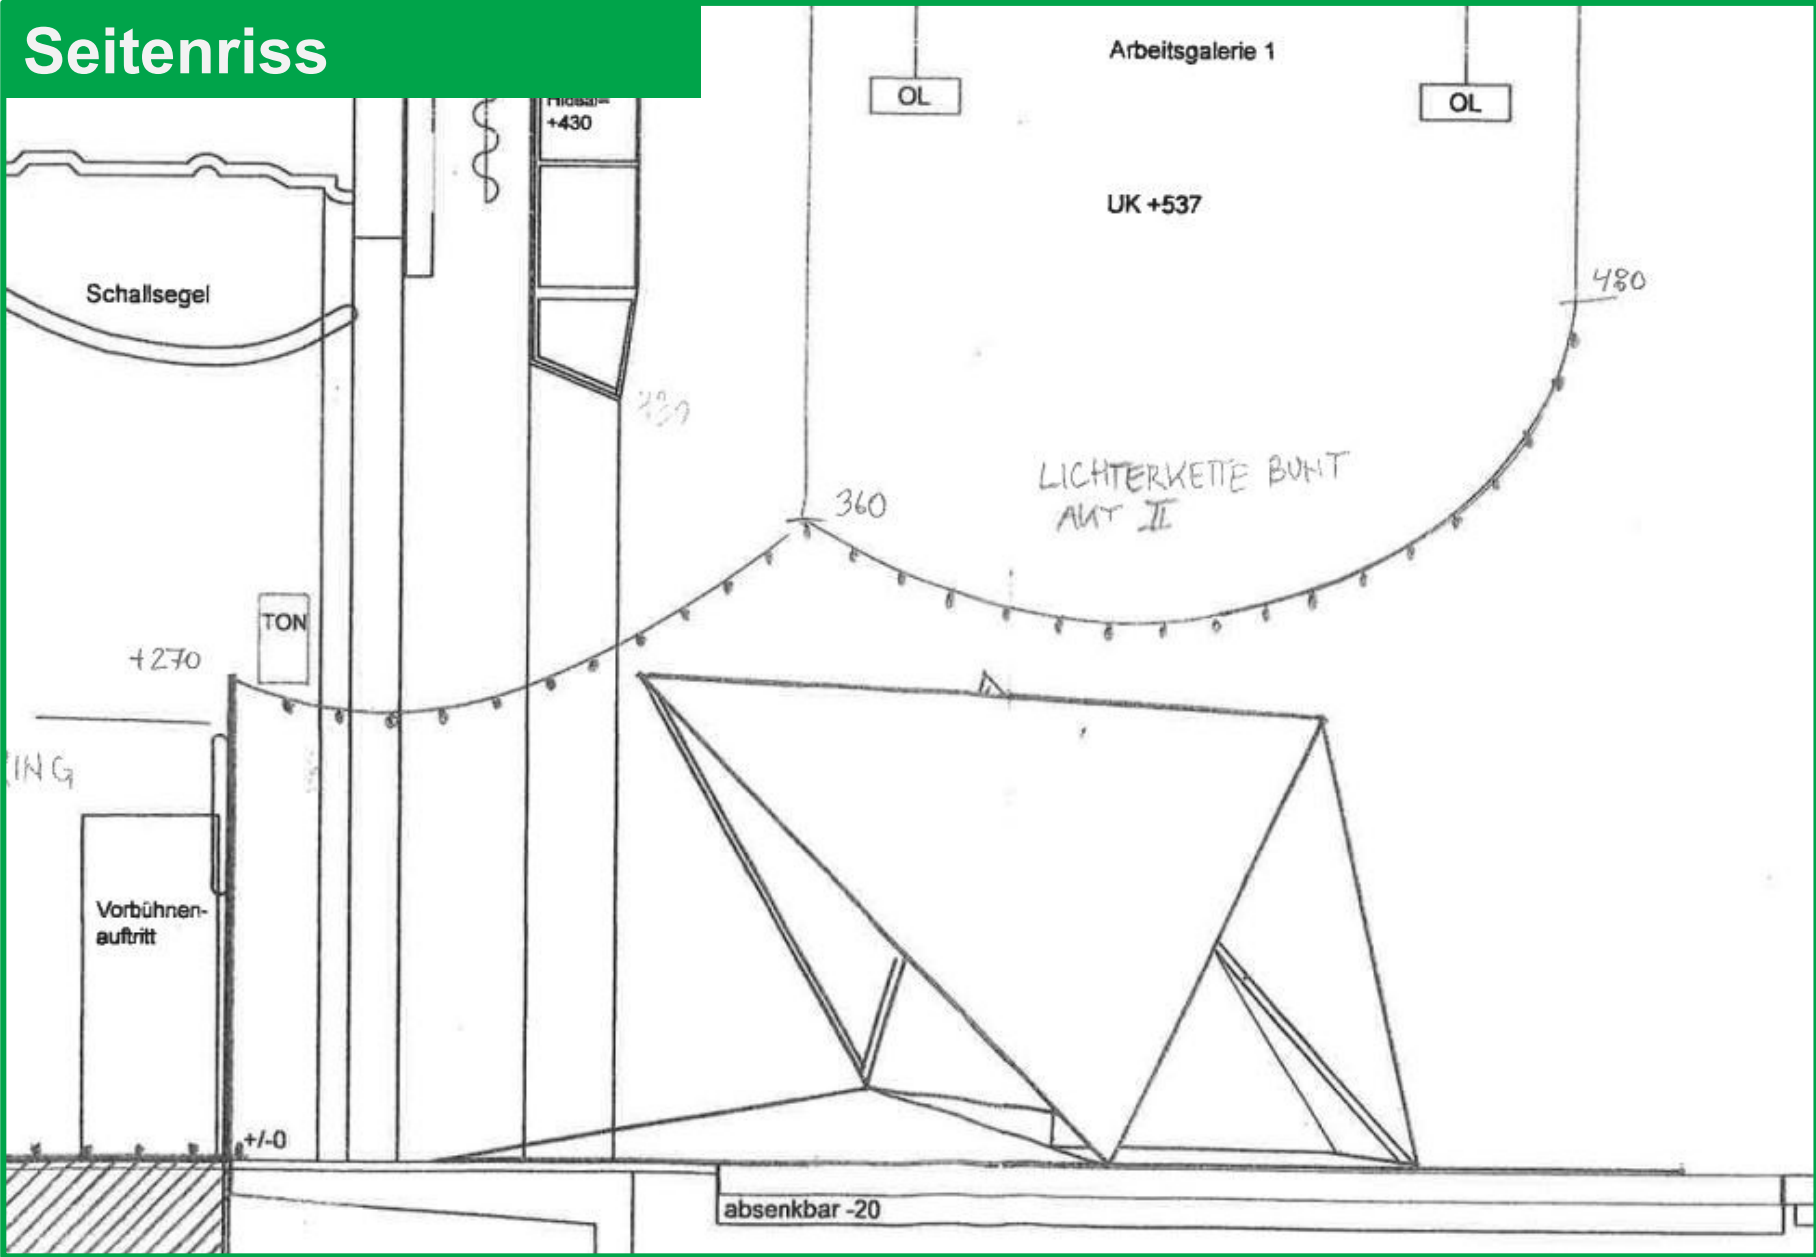 Seitenriss
+430
OL
Arbeitsgalerie 1
OL
UK +537
Schallsegel
480
360
LICHTERKETTE BUNT
AKT II
TON
+270
Vorbühnen-
auftritt
+/-0
absenkbar -20